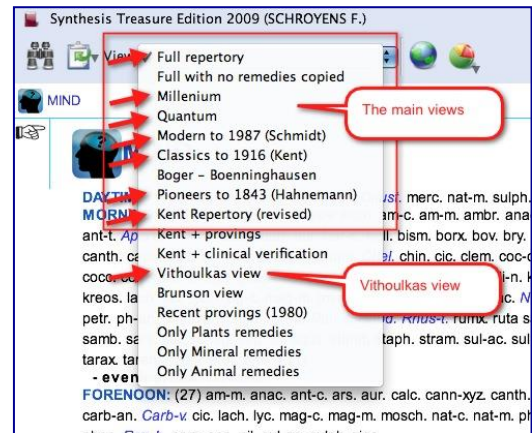 Synthesis Treasure Edition 2009 (SCHROYENS F.)
View
✓ Full repertory
Full with no remedies copied
Millenium
Quantum
Modern to 1987 (Schmidt)
Classics to 1916 (Kent)
Boger - Boenninghausen
Pioneers to 1843 (Hahnemann)
Kent Repertory (revised)
Kent + provings
Kent + clinical verification
Vithoulkas view
Brunson view
Recent provings (1980)
Only Plants remedies
Only Mineral remedies
Only Animal remedies
The main views
Vithoulkas view
MIND
merc. nat-m. sulph.
am-c. am-m. ambr. ana
ant-t. bism. borx. bov. bry.
canth. chin. cic. clem. coc-c
kreos.
petr. rumx. ruta
samb. staph. stram. sul-ac. sul
tarax.
- even
FORENOON: (27) am-m. anac. ant-c. ars. aur. calc. cann-xyz. canth.
carb-an. Carb-v. cic. lach. lyc. mag-c. mag-m. mosch. nat-c. nat-m. ph